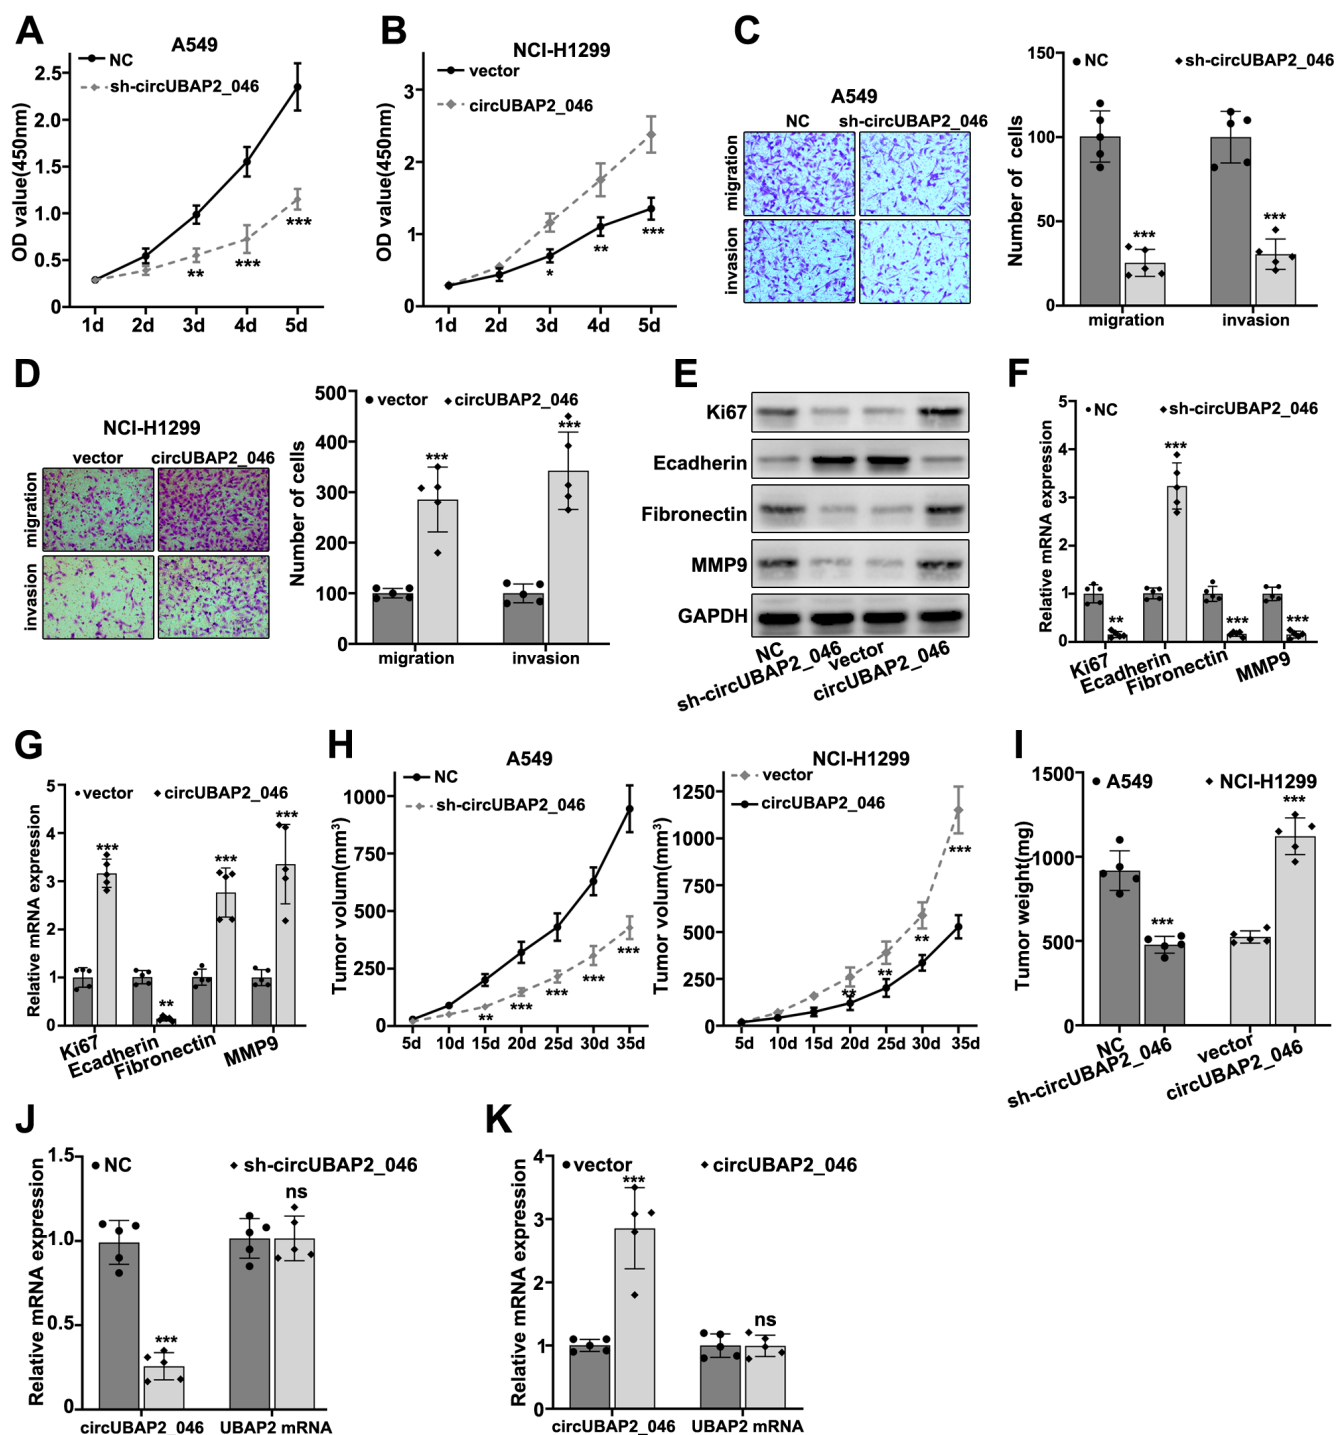 A
A549
NC
sh-circUBAP2_046
OD value(450nm)
2.5
2.0
1.5
1.0
0.5
0
**
***
***
1d 2d 3d 4d 5d
B
NCI-H1299
vector
circUBAP2_046
OD value(450nm)
3
2
1
0
*
**
***
1d 2d 3d 4d 5d
C
A549
NC sh-circUBAP2_046
migration
invasion
NC sh-circUBAP2_046
Number of cells
150
100
50
0
***
***
migration invasion
D
NCI-H1299
vector circUBAP2_046
migration
invasion
vector circUBAP2_046
Number of cells
500
400
300
200
100
0
***
***
migration invasion
E
Ki67
Ecadherin
Fibronectin
MMP9
GAPDH
NC
sh-circUBAP2_046
vector
circUBAP2_046
F
NC sh-circUBAP2_046
Relative mRNA expression
5
4
3
2
1
0
**
***
***
***
Ki67
Ecadherin
Fibronectin
MMP9
G
vector circUBAP2_046
Relative mRNA expression
5
4
3
2
1
0
***
**
***
***
Ki67
Ecadherin
Fibronectin
MMP9
H
A549
NC
sh-circUBAP2_046
Tumor volum(mm³)
1000
750
500
250
0
**
***
***
***
***
5d 10d 15d 20d 25d 30d 35d
NCI-H1299
vector
circUBAP2_046
Tumor volum(mm³)
1250
1000
750
500
250
0
**
**
**
***
5d 10d 15d 20d 25d 30d 35d
I
A549 NCI-H1299
Tumor weight(mg)
1500
1000
500
0
***
***
NC
sh-circUBAP2_046
vector
circUBAP2_046
J
NC sh-circUBAP2_046
Relative mRNA expression
1.5
1.0
0.5
0
***
ns
circUBAP2_046 UBAP2 mRNA
K
vector circUBAP2_046
Relative mRNA expression
4
3
2
1
0
***
ns
circUBAP2_046 UBAP2 mRNA